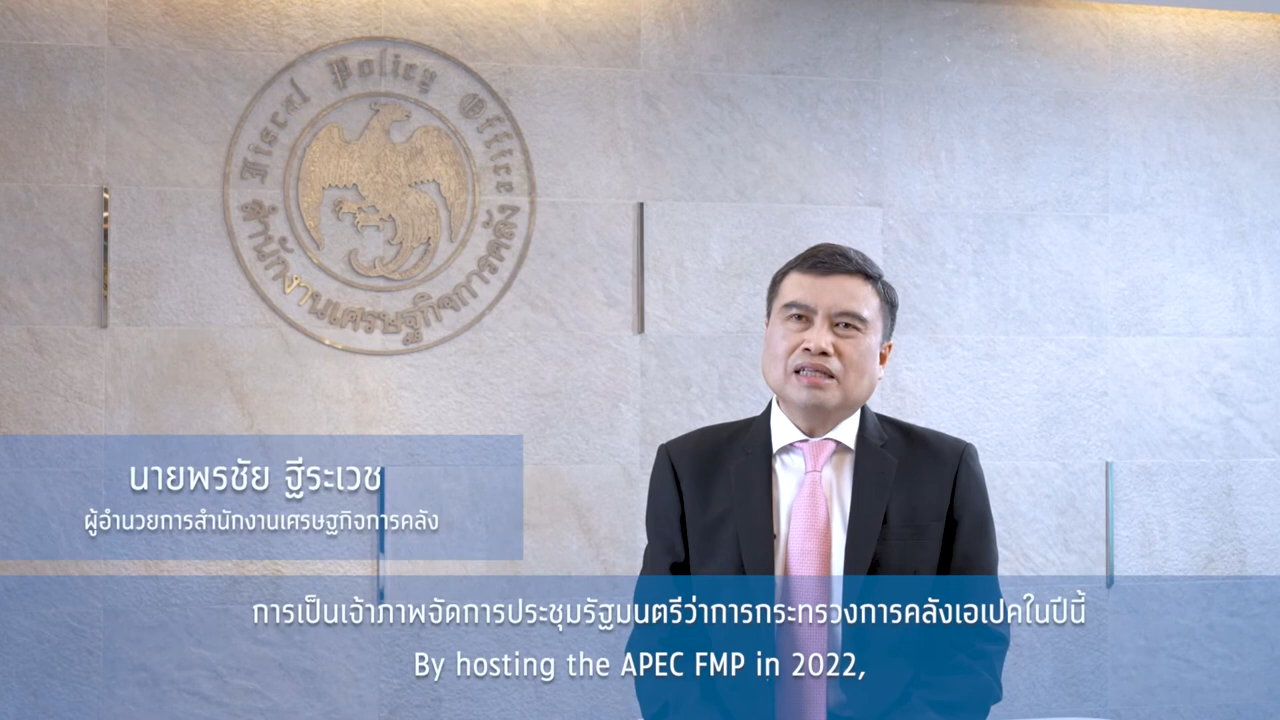 Fiscal Policy Office
สำนักงานเศรษฐกิจการคลัง
นายพรชัย ฐีระเวช
ผู้อำนวยการสำนักงานเศรษฐกิจการคลัง
การเป็นเจ้าภาพจัดการประชุมรัฐมนตรีว่าการกระทรวงการคลังเอเปคในปีนี้
By hosting the APEC FMP in 2022,